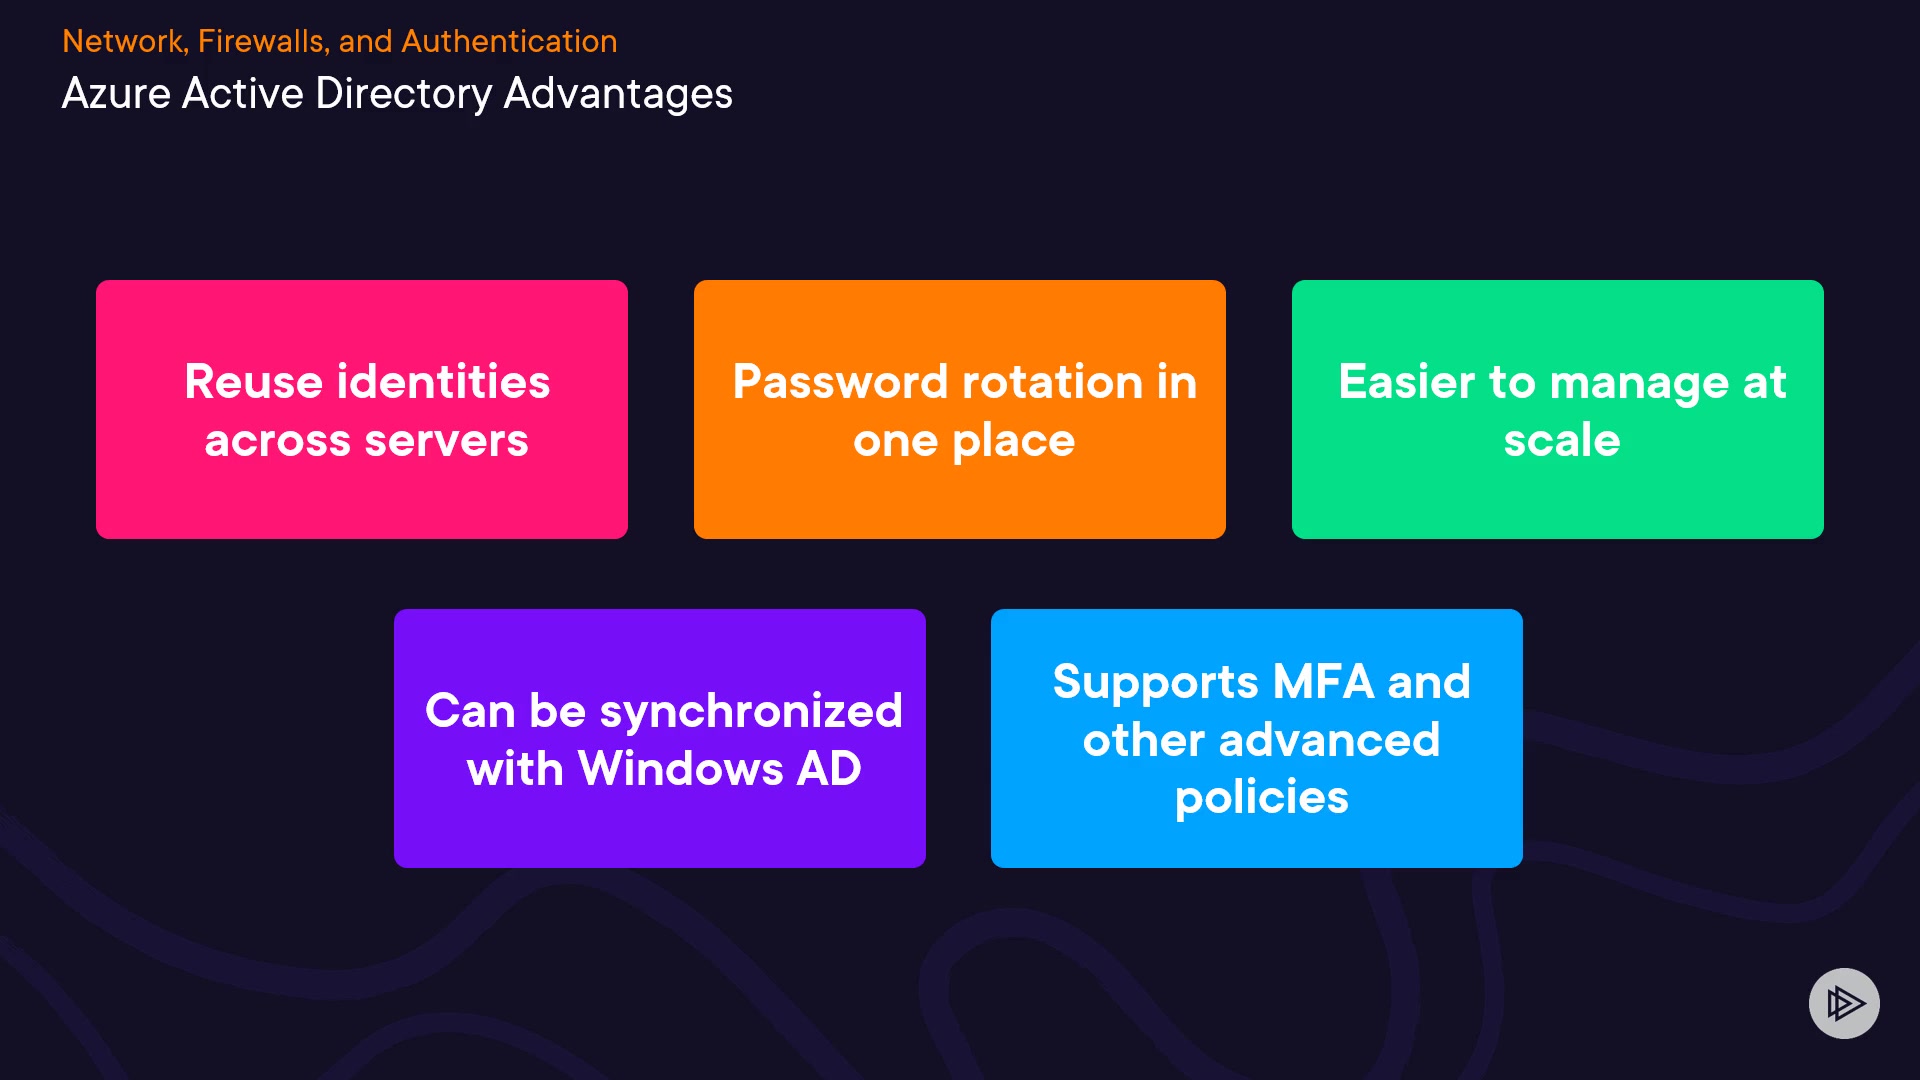 Network, Firewalls, and Authentication
Azure Active Directory Advantages
Reuse identities
across servers
Password rotation in
one place
Easier to manage at
scale
Can be synchronized
with Windows AD
Supports MFA and
other advanced
policies